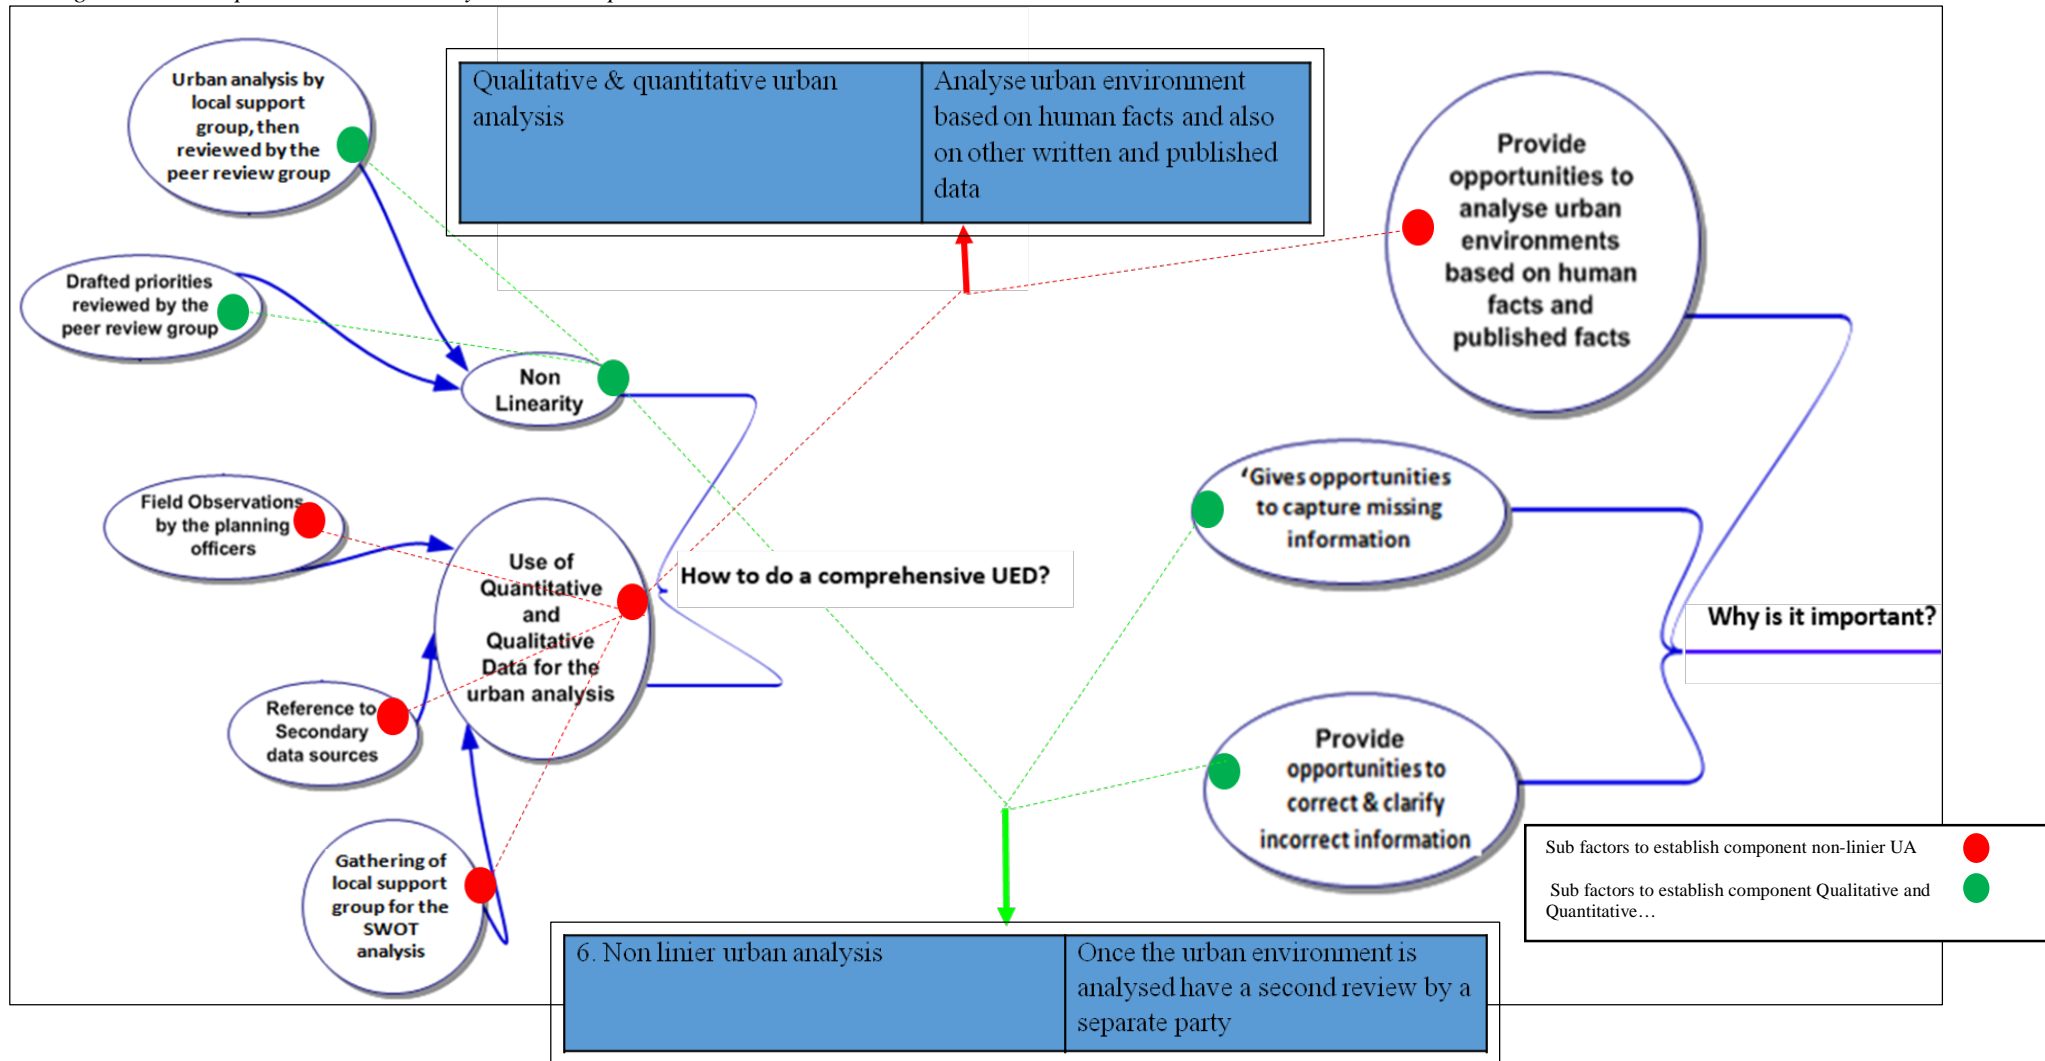 Urban analysis by
local support
group, then
reviewed by the
peer review group
Qualitative & quantitative urban
analysis
Analyse urban environment
based on human facts and also
on other written and published
data
Provide
opportunities to
analyse urban
environments
based on human
facts and
published facts
Drafted priorities
reviewed by the
peer review group
Non
Linearity
Field Observations
by the planning
officers
Use of
Quantitative
and
Qualitative
Data for the
urban analysis
How to do a comprehensive UED?
‘Gives opportunities
to capture missing
information
Why is it important?
Reference to
Secondary
data sources
Provide
opportunities to
correct & clarify
incorrect information
Gathering of
local support
group for the
SWOT
analysis
Sub factors to establish component non-linier UA
Sub factors to establish component Qualitative and
Quantitative…
6. Non linier urban analysis
Once the urban environment is
analysed have a second review by a
separate party